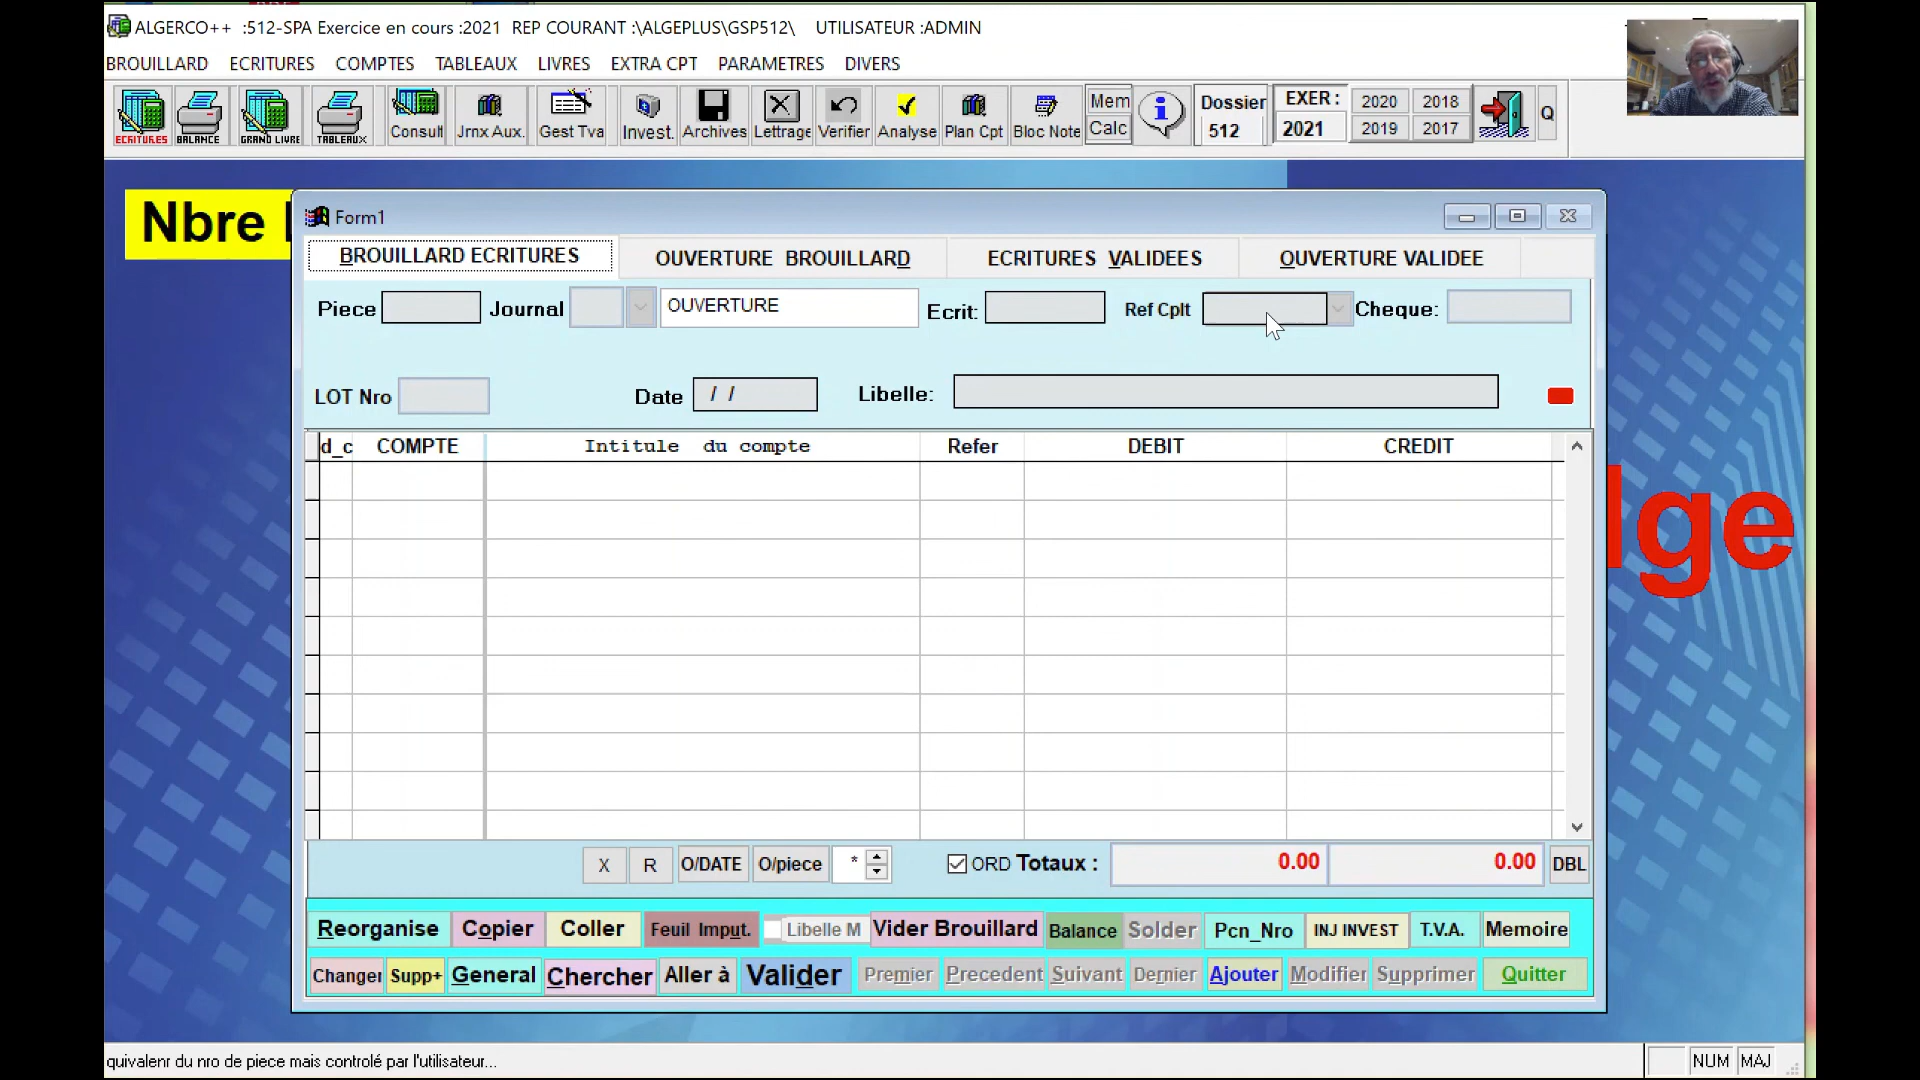 ALGERCO++ :512-SPA Exercice en cours :2021 REP COURANT :\ALGEPLUS\GSP512\ UTILISATEUR :ADMIN
BROUILLARD ECRITURES COMPTES TABLEAUX LIVRES EXTRA CPT PARAMETRES DIVERS
ECRITURES BALANCE GRAND LIVRE TABLEAUX Consult Jrnx Aux. Gest Tva Invest. Archives Lettrage Verifier Analyse Plan Cpt Bloc Note Mem Calc Dossier 512 EXER : 2021 2020 2018 2019 2017 Q
Nbre
Form1
BROUILLARD ECRITURES OUVERTURE BROUILLARD ECRITURES VALIDEES OUVERTURE VALIDEE
Piece Journal OUVERTURE Ecrit: Ref Cplt Cheque:
LOT Nro Date / / Libelle:
d_c COMPTE Intitule du compte Refer DEBIT CREDIT
lge
X R O/DATE O/piece * ORD Totaux : 0.00 0.00 DBL
Reorganise Copier Coller Feuil Imput. Libelle M Vider Brouillard Balance Solder Pcn_Nro INJ INVEST T.V.A. Memoire
Changer Supp+ General Chercher Aller à Valider Premier Precedent Suivant Dernier Ajouter Modifier Supprimer Quitter
quivalenr du nro de piece mais controlé par l'utilisateur... NUM MAJ